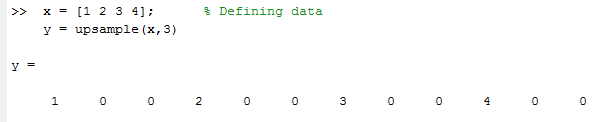 >> x = [1 2 3 4]; % Defining data
y = upsample(x,3)
y =
1 0 0 2 0 0 3 0 0 4 0 0